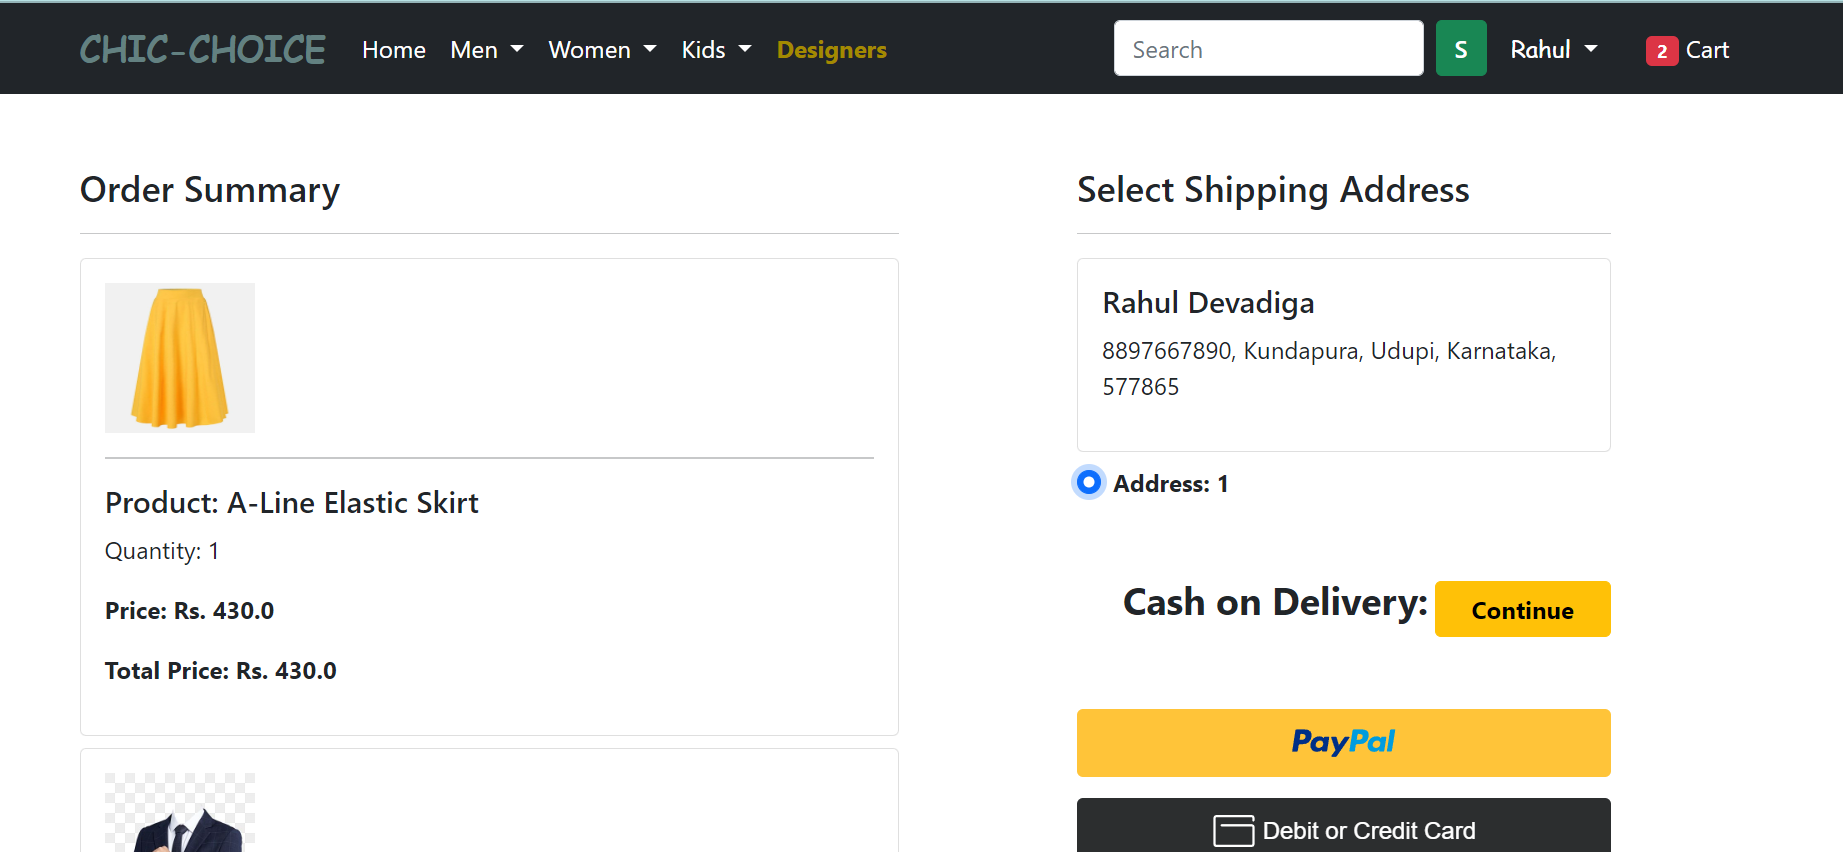 CHIC-CHOICE Home Men Women Kids Designers Search S Rahul 2 Cart
Order Summary
Product: A-Line Elastic Skirt
Quantity: 1
Price: Rs. 430.0
Total Price: Rs. 430.0
Select Shipping Address
Rahul Devadiga
8897667890, Kundapura, Udupi, Karnataka,
577865
Address: 1
Cash on Delivery: Continue
PayPal
Debit or Credit Card